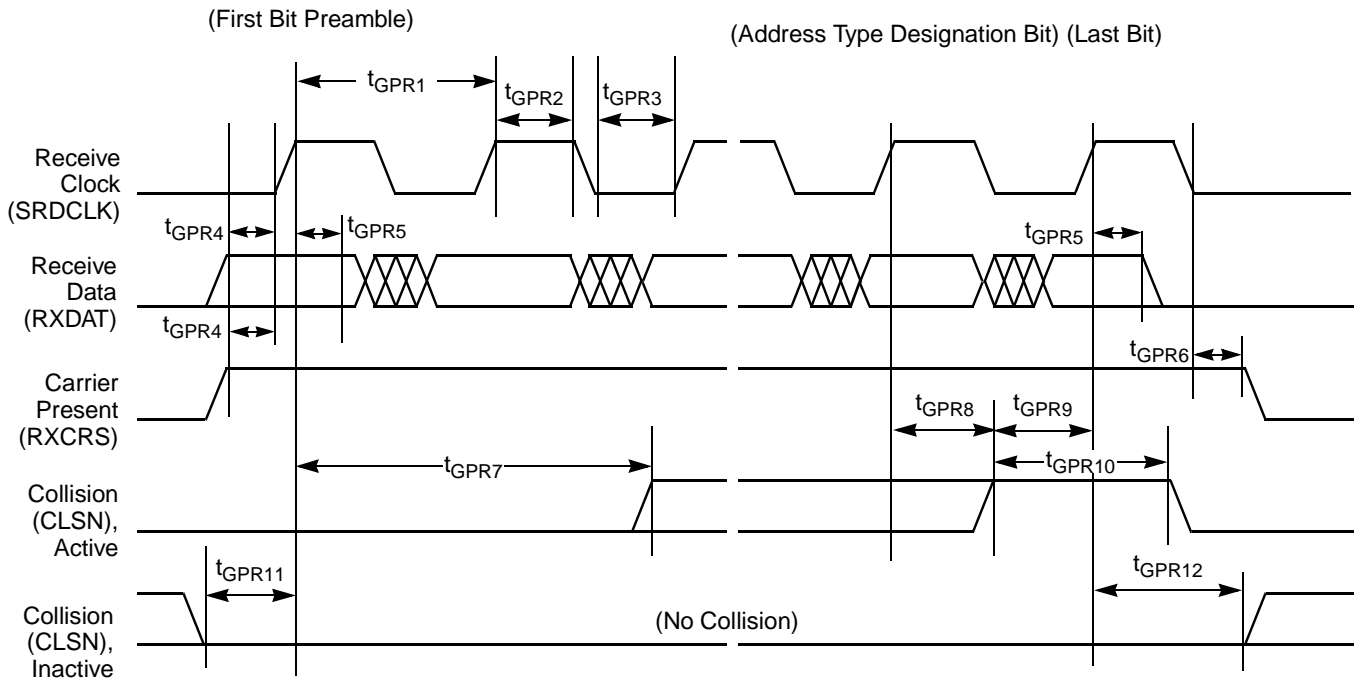 (First Bit Preamble)
(Address Type Designation Bit) (Last Bit)
tGPR1
tGPR2
tGPR3
Receive
Clock
(SRDCLK)
tGPR4
tGPR5
tGPR5
Receive
Data
(RXDAT)
tGPR4
tGPR6
Carrier
Present
(RXCRS)
tGPR8
tGPR9
tGPR7
tGPR10
Collision
(CLSN),
Active
tGPR11
tGPR12
Collision
(CLSN),
Inactive
(No Collision)